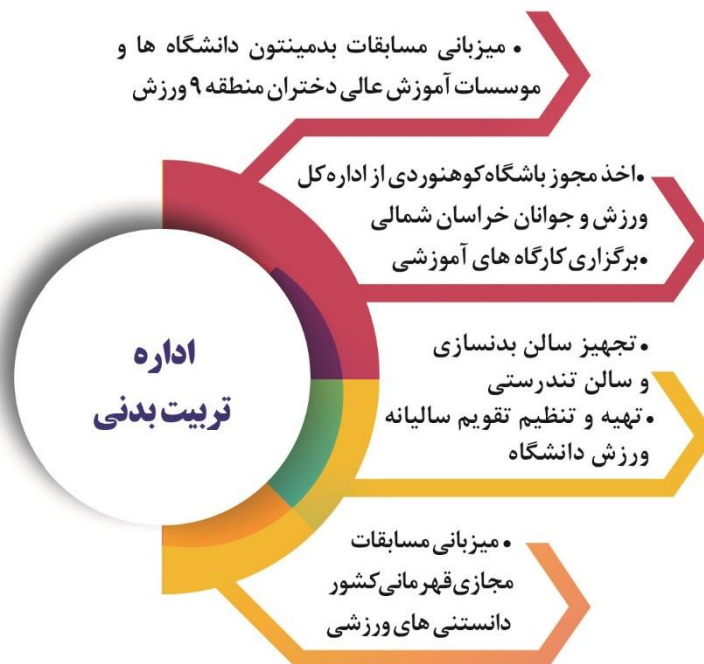 • میزبانی مسابقات بدمینتون دانشگاه ها و
موسسات آموزش عالی دختران منطقه ۹ ورزش
•اخذ مجوز باشگاه کوهنوردی از اداره کل
ورزش و جوانان خراسان شمالی
•برگزاری کارگاه های آموزشی
اداره
تربیت بدنی
•تجهیز سالن بدنسازی
و سالن تندرستی
•تهیه و تنظیم تقویم سالیانه
ورزش دانشگاه
• میزبانی مسابقات
مجازی قهرمانی کشور
دانستنی های ورزشی